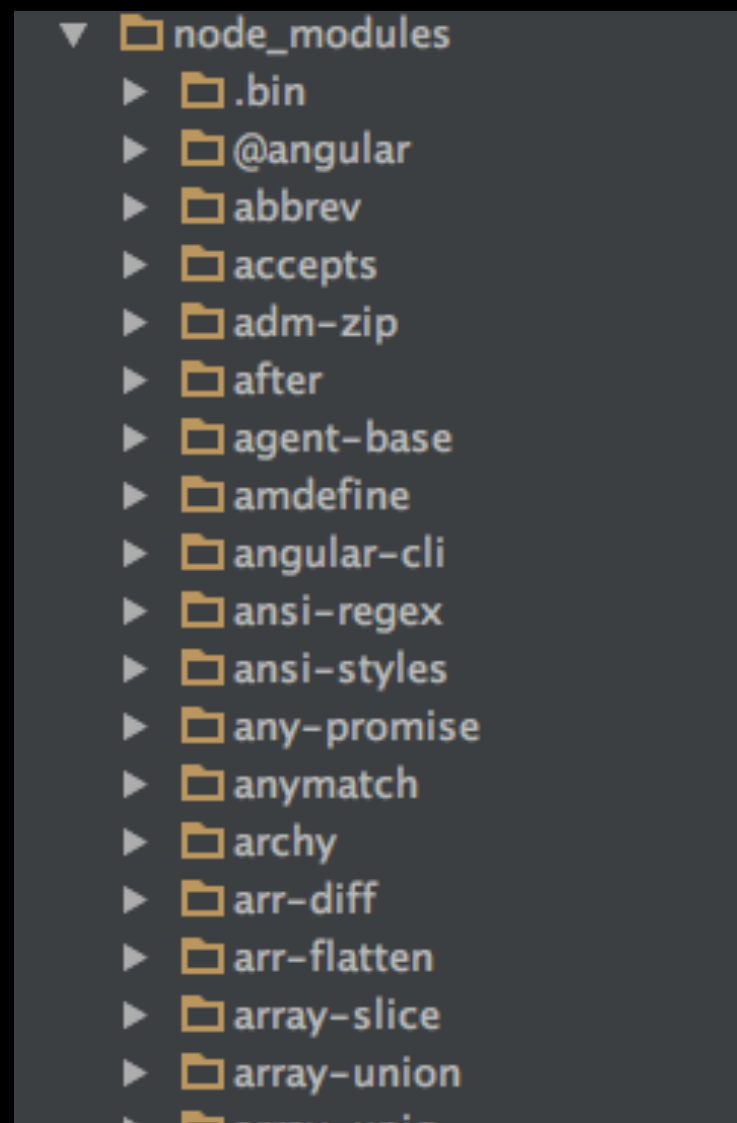 node_modules
.bin
@angular
abbrev
accepts
adm-zip
after
agent-base
amdefine
angular-cli
ansi-regex
ansi-styles
any-promise
anymatch
archy
arr-diff
arr-flatten
array-slice
array-union